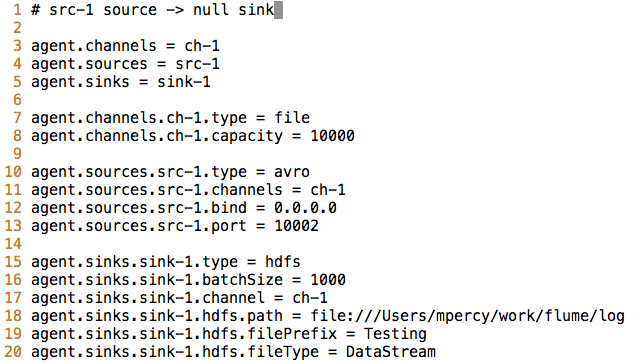 1 # src-1 source -> null sink
2
3 agent.channels = ch-1
4 agent.sources = src-1
5 agent.sinks = sink-1
6
7 agent.channels.ch-1.type = file
8 agent.channels.ch-1.capacity = 10000
9
10 agent.sources.src-1.type = avro
11 agent.sources.src-1.channels = ch-1
12 agent.sources.src-1.bind = 0.0.0.0
13 agent.sources.src-1.port = 10002
14
15 agent.sinks.sink-1.type = hdfs
16 agent.sinks.sink-1.batchSize = 1000
17 agent.sinks.sink-1.channel = ch-1
18 agent.sinks.sink-1.hdfs.path = file:///Users/mpercy/work/flume/log
19 agent.sinks.sink-1.hdfs.filePrefix = Testing
20 agent.sinks.sink-1.hdfs.fileType = DataStream